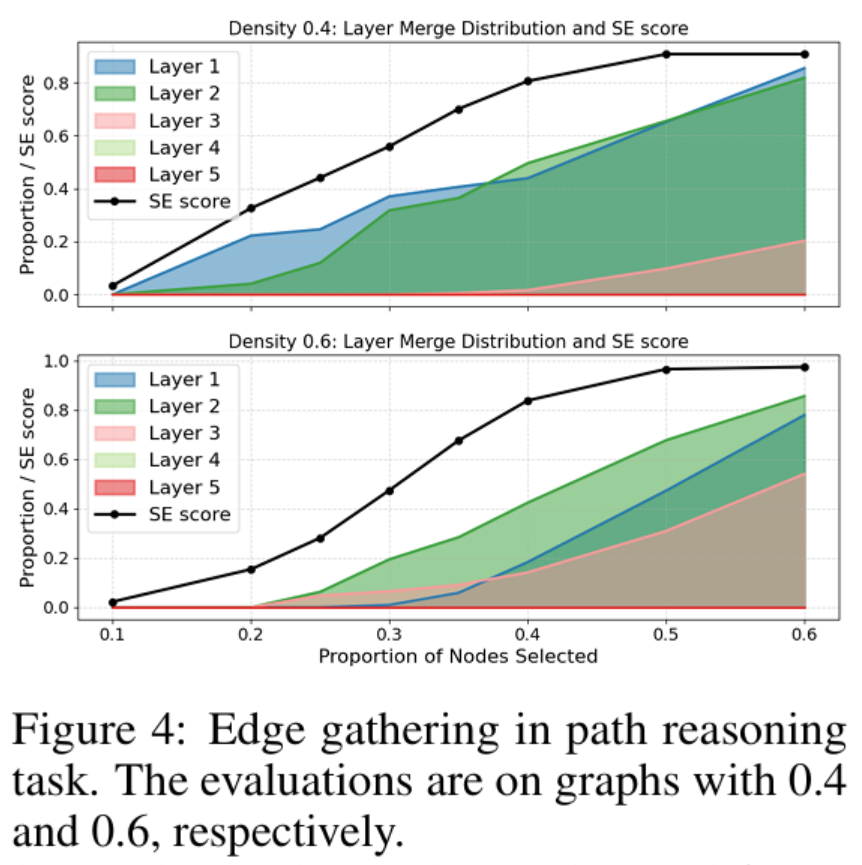 Density 0.4: Layer Merge Distribution and SE score
Proportion / SE score
0.8
0.6
0.4
0.2
0.0
Layer 1
Layer 2
Layer 3
Layer 4
Layer 5
SE score
Density 0.6: Layer Merge Distribution and SE score
Proportion / SE score
1.0
0.8
0.6
0.4
0.2
0.0
Layer 1
Layer 2
Layer 3
Layer 4
Layer 5
SE score
0.1 0.2 0.3 0.4 0.5 0.6
Proportion of Nodes Selected
Figure 4: Edge gathering in path reasoning
task. The evaluations are on graphs with 0.4
and 0.6, respectively.